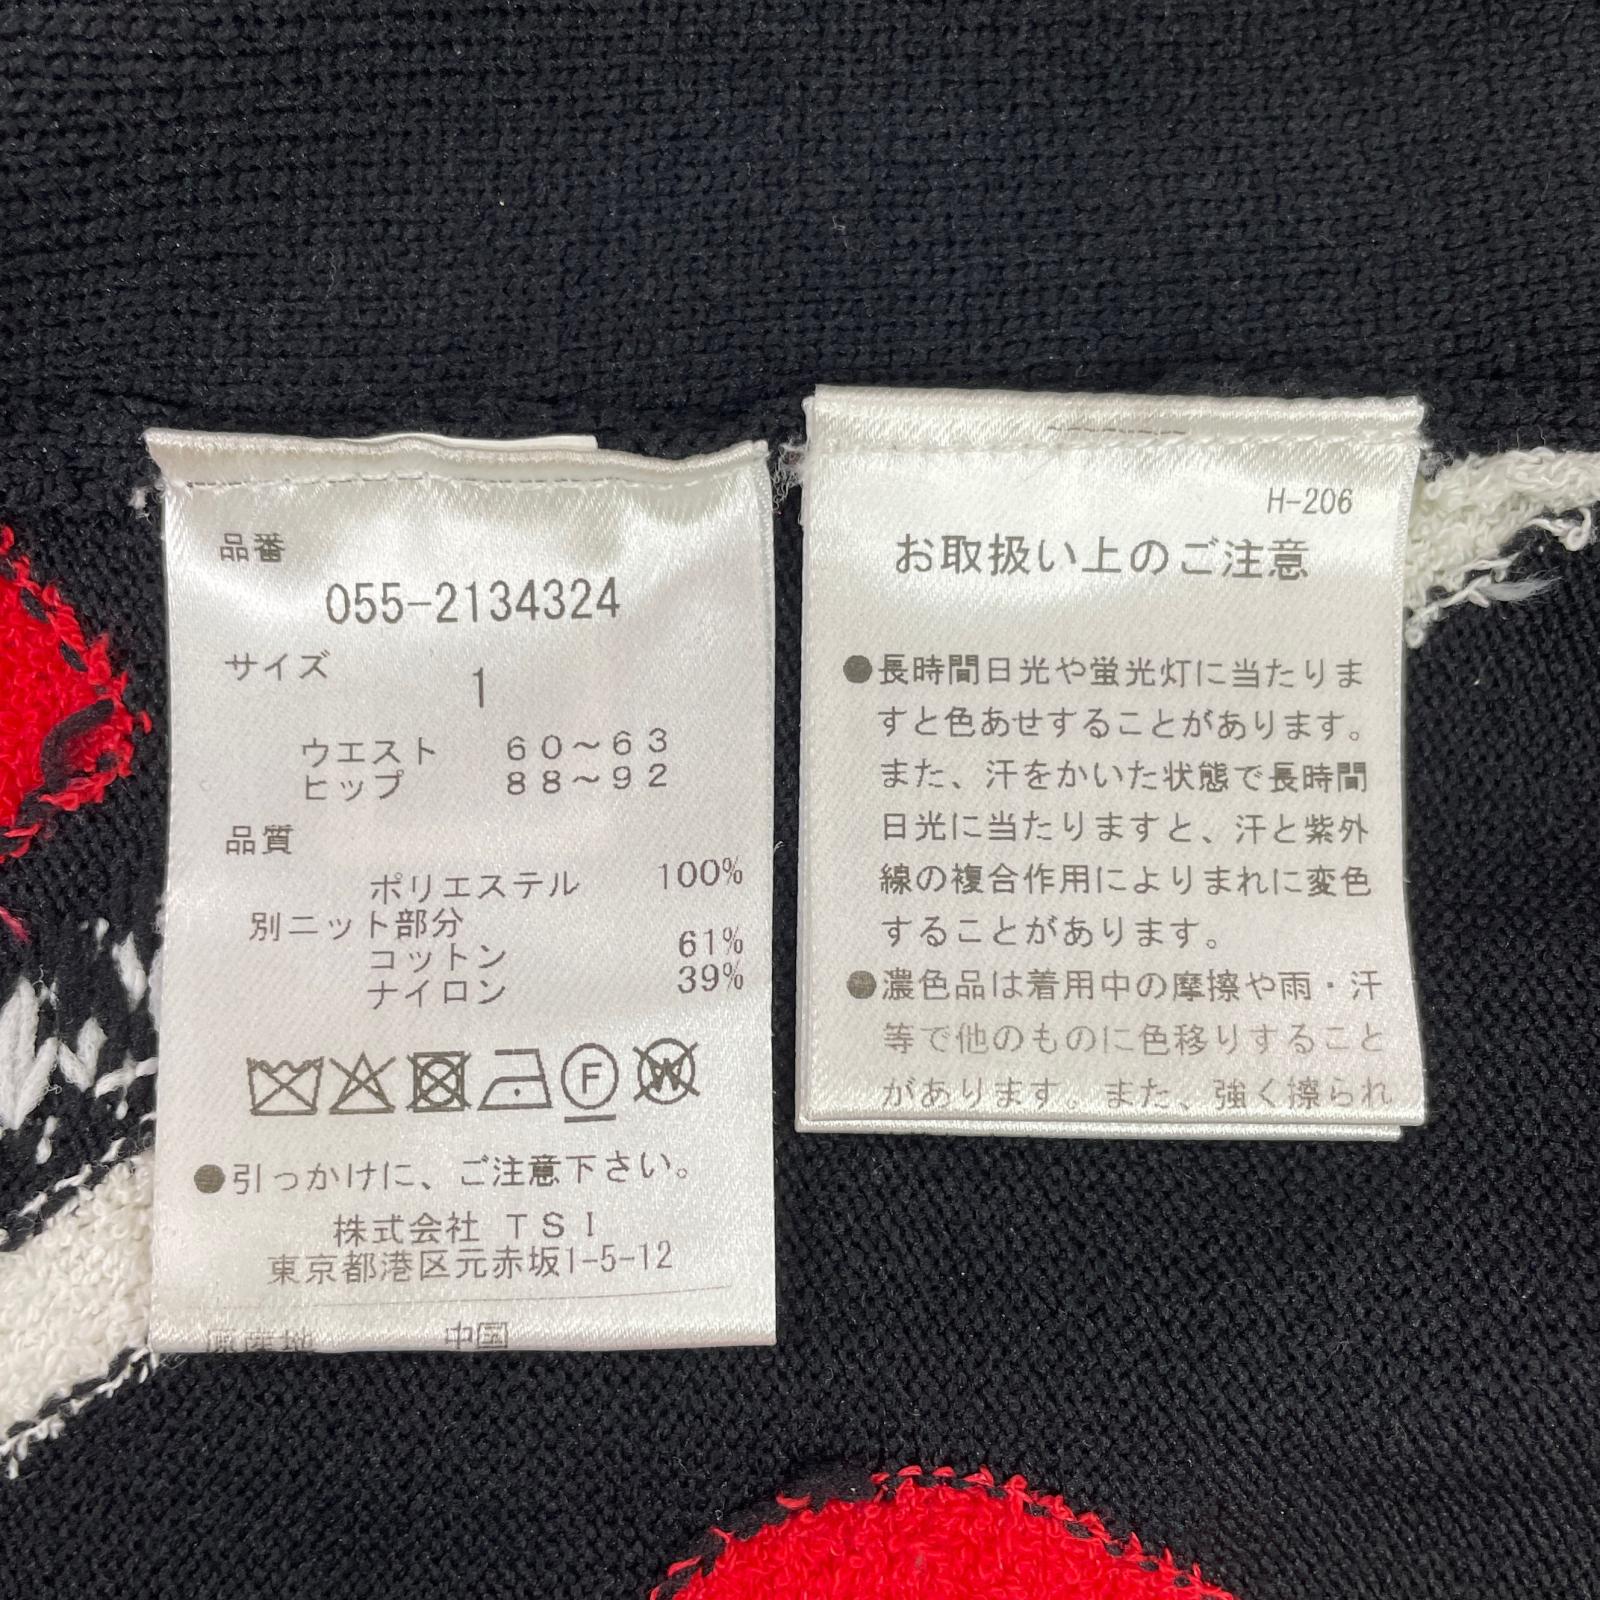 品番
055-2134324
サイズ 1
ウエスト 60～63
ヒップ 88～92
品質
ポリエステル 100%
別ニット部分
コットン 61%
ナイロン 39%
F
W
●引っかけに、ご注意下さい。
株式会社 TSI
東京都港区元赤坂1-5-12
原産地 中国
H-206
お取扱い上のご注意
●長時間日光や蛍光灯に当たりま
すと色あせすることがあります。
また、汗をかいた状態で長時間
日光に当たりますと、汗と紫外
線の複合作用によりまれに変色
することがあります。
●濃色品は着用中の摩擦や雨・汗
等で他のものに色移りすること
があります。また、強く擦られ